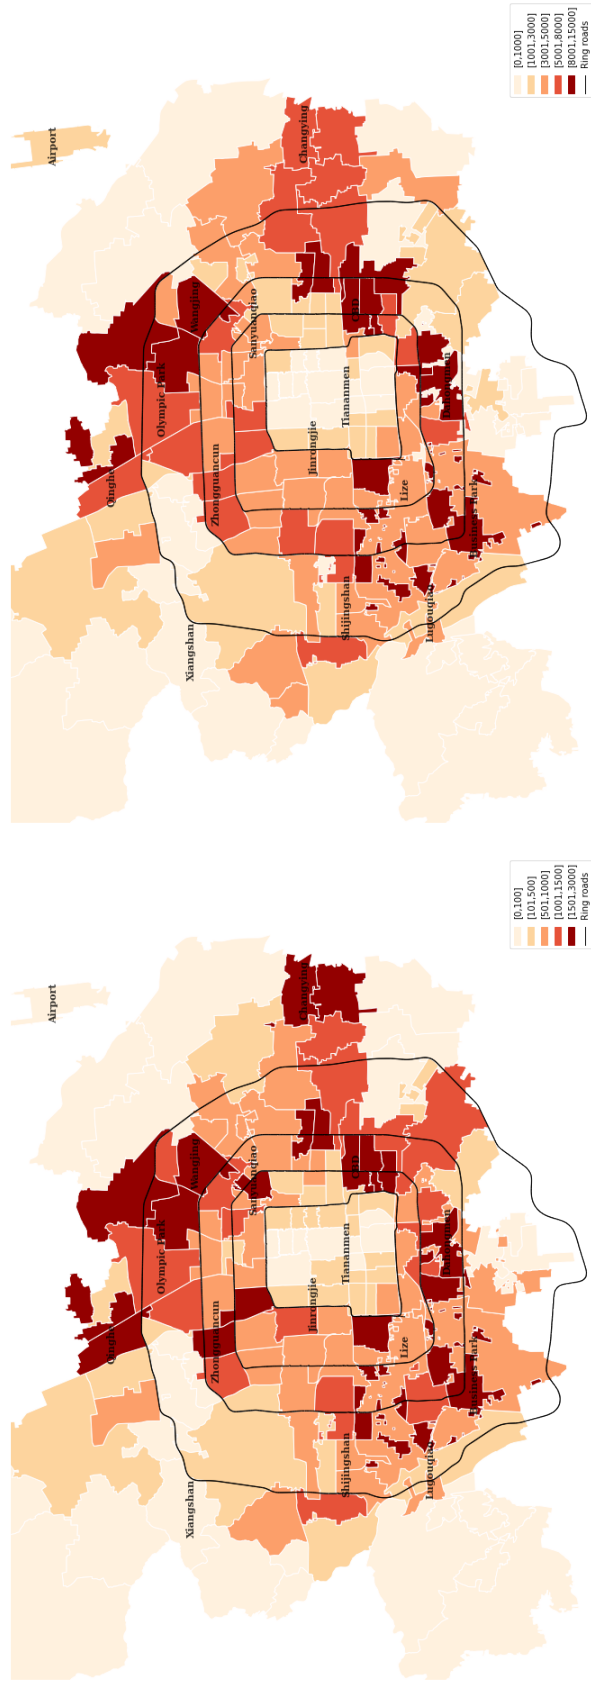 Airport
Qinghe
Olympic Park
Xiangshan
Wangjing
Zhongguancun
Sanyuanqiao
Changying
Jinrongjie
Shijingshan
Tiananmen
CBD
Lize
Lugouqiao
Business Park
[0,100]
[101,500]
[501,1000]
[1001,1500]
[1501,3000]
Ring roads
Airport
Qinghe
Olympic Park
Xiangshan
Wangjing
Zhongguancun
Sanyuanqiao
Changying
Jinrongjie
Shijingshan
Tiananmen
CBD
Lize
Lugouqiao
Business Park
[0,1000]
[1001,3000]
[3001,5000]
[5001,8000]
[8001,15000]
Ring roads